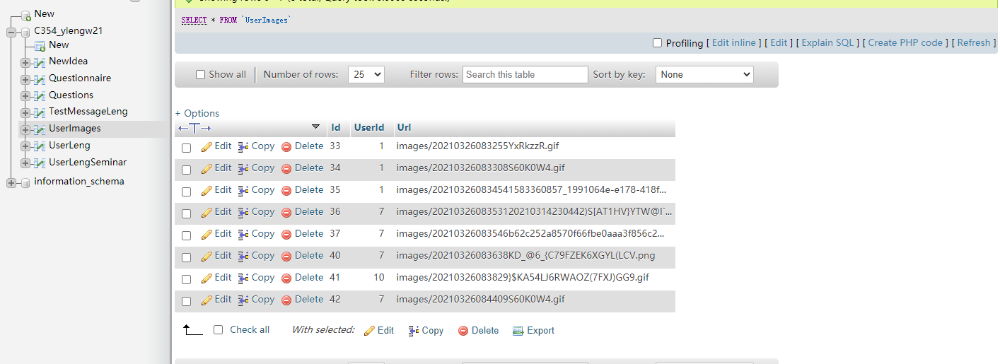 New
C354_ylengw21
New
NewIdea
Questionnaire
Questions
TestMessageLeng
UserImages
UserLeng
UserLengSeminar
information_schema
SELECT * FROM `UserImages`
Profiling [ Edit inline ] [ Edit ] [ Explain SQL ] [ Create PHP code ] [ Refresh ]
Show all Number of rows: 25 Filter rows: Search this table Sort by key: None
+ Options
←T→ Id UserId Url
Edit Copy Delete 33 1 images/20210326083255YxRkzzR.gif
Edit Copy Delete 34 1 images/20210326083308S60K0W4.gif
Edit Copy Delete 35 1 images/202103260834541583360857_1991064e-e178-418f...
Edit Copy Delete 36 7 images/2021032608353120210314230442)S[AT1HV}YTW@I`...
Edit Copy Delete 37 7 images/20210326083546b62c252a8570f66fbe0aaa3f856c2...
Edit Copy Delete 40 7 images/20210326083638KD_@6_{C79FZEK6XGYL(LCV.png
Edit Copy Delete 41 10 images/20210326083829}$KA54LJ6RWAOZ(7FXJ)GG9.gif
Edit Copy Delete 42 7 images/20210326084409S60K0W4.gif
Check all With selected: Edit Copy Delete Export